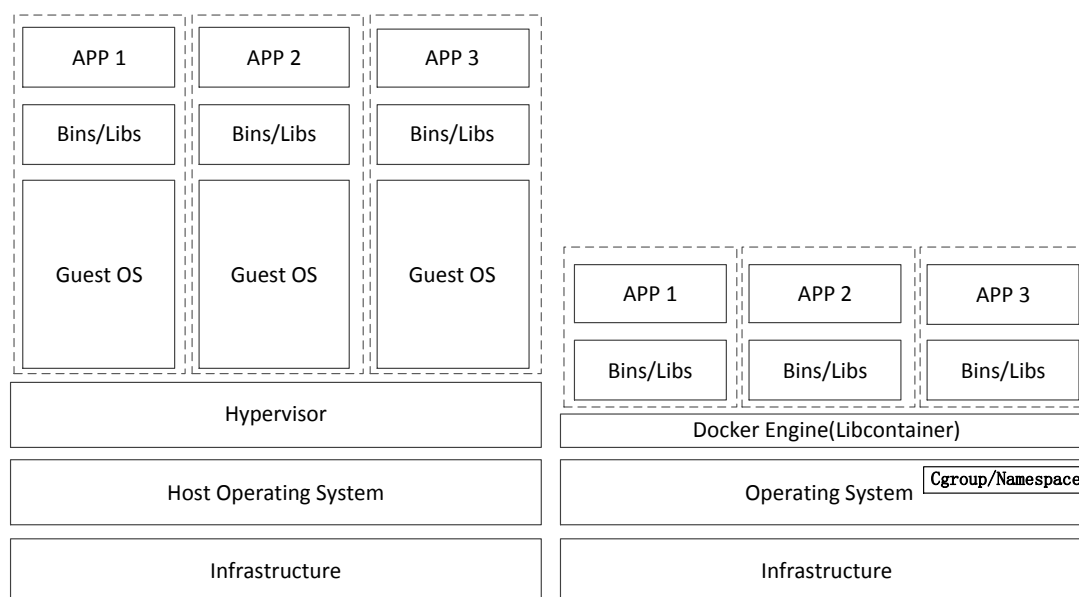 APP 1
APP 2
APP 3
Bins/Libs
Bins/Libs
Bins/Libs
Guest OS
Guest OS
Guest OS
Hypervisor
Host Operating System
Infrastructure
APP 1
APP 2
APP 3
Bins/Libs
Bins/Libs
Bins/Libs
Docker Engine(Libcontainer)
Operating System
Cgroup/Namespace
Infrastructure